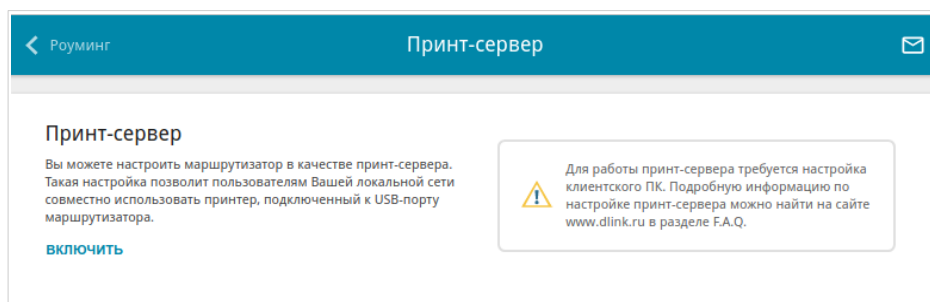 Роуминг
Принт-сервер
Принт-сервер
Вы можете настроить маршрутизатор в качестве принт-сервера.
Такая настройка позволит пользователям Вашей локальной сети
совместно использовать принтер, подключенный к USB-порту
маршрутизатора.
ВКЛЮЧИТЬ
Для работы принт-сервера требуется настройка
клиентского ПК. Подробную информацию по
настройке принт-сервера можно найти на сайте
www.dlink.ru в разделе F.A.Q.